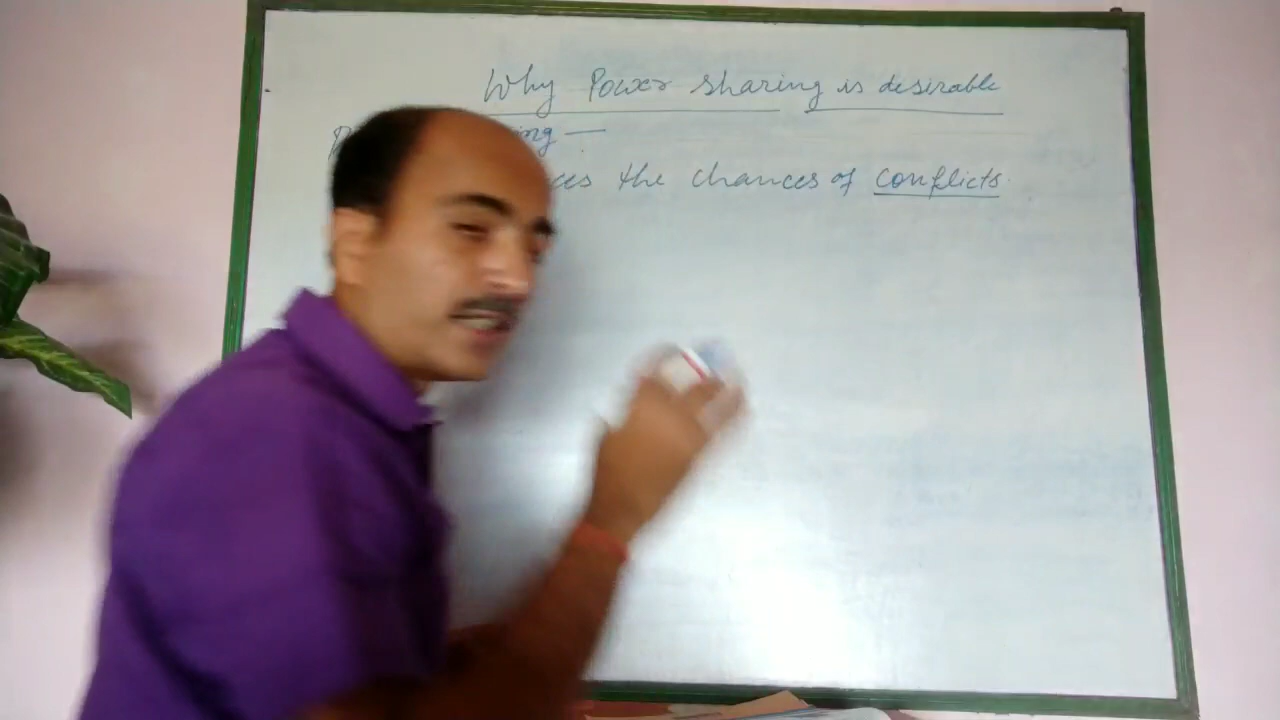 Why Power sharing is desirable
the chances of conflicts.